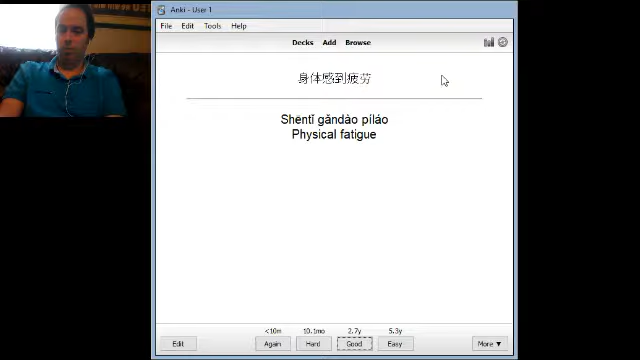 Anki - User 1
File Edit Tools Help
Decks Add Browse
身体感到疲劳
Shēntǐ gǎndào píláo
Physical fatigue
<10m 10.1mo 2.7y 5.3y
Edit Again Hard Good Easy More ▼